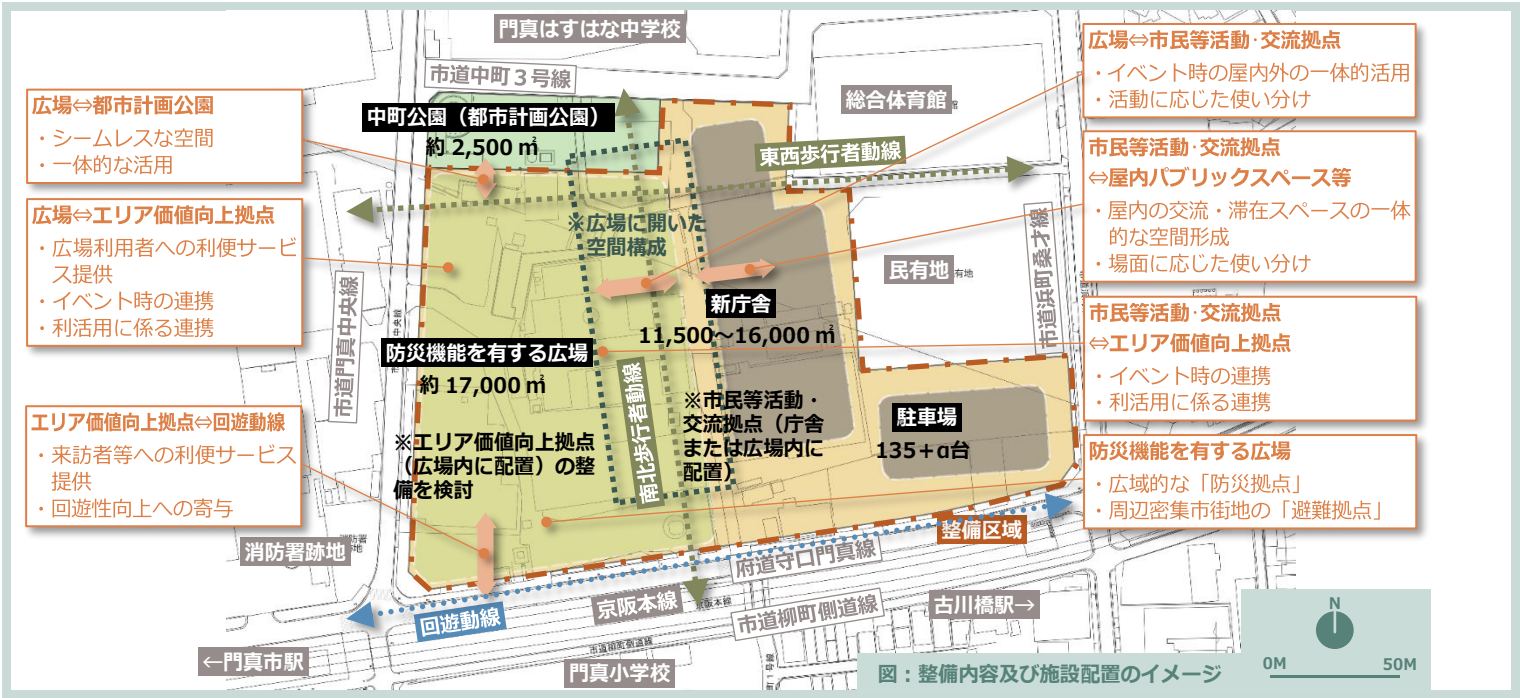 門真はすはな中学校
市道中町３号線
総合体育館
中町公園（都市計画公園）
約 2,500 ㎡
東西歩行者動線
広場⇔都市計画公園
・シームレスな空間
・一体的な活用
広場⇔エリア価値向上拠点
・広場利用者への利便サービ
ス提供
・イベント時の連携
・利活用に係る連携
エリア価値向上拠点⇔回遊動線
・来訪者等への利便サービス
提供
・回遊性向上への寄与
市道門真中央線
※広場に開いた
空間構成
新庁舎
11,500～16,000 ㎡
防災機能を有する広場
約 17,000 ㎡
南北歩行者動線
※エリア価値向上拠点
（広場内に配置）の整
備を検討
※市民等活動・
交流拠点（庁舎
または広場内に
配置）
駐車場
135＋α台
民有地
有地
市道浜町桑才線
広場⇔市民等活動･交流拠点
・イベント時の屋内外の一体的活用
・活動に応じた使い分け
市民等活動･交流拠点
⇔屋内パブリックスペース等
・屋内の交流・滞在スペースの一体
的な空間形成
・場面に応じた使い分け
市民等活動･交流拠点
⇔エリア価値向上拠点
・イベント時の連携
・利活用に係る連携
防災機能を有する広場
・広域的な「防災拠点」
・周辺密集市街地の「避難拠点」
整備区域
消防署跡地
府道守口門真線
回遊動線
京阪本線
京阪本線
市道柳町側道線
市道柳町側道線
古川橋駅→
←門真市駅
門真小学校
図：整備内容及び施設配置のイメージ
N
0M
50M